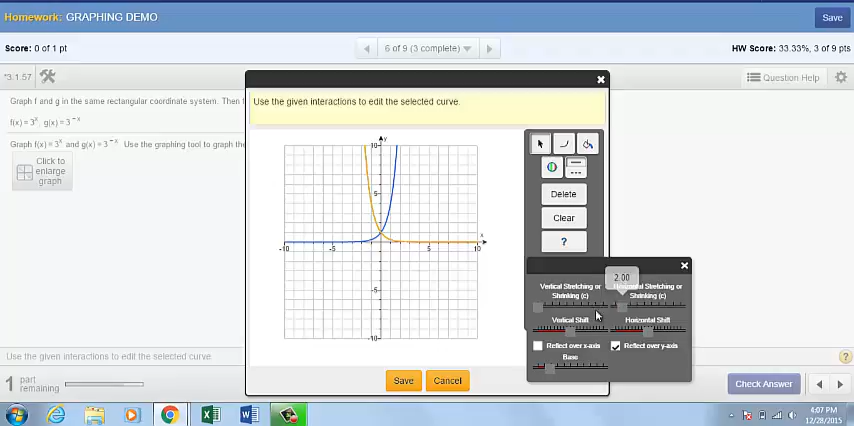 Homework: GRAPHING DEMO
Save
Score: 0 of 1 pt
6 of 9 (3 complete)
HW Score: 33.33%, 3 of 9 pts
*3.1.57
Question Help
Graph f and g in the same rectangular coordinate system. Then f
f(x) = 3^x, g(x) = 3^-x
Graph f(x) = 3^x and g(x) = 3^-x Use the graphing tool to graph the
Click to
enlarge
graph
Use the given interactions to edit the selected curve.
y
10
5
x
-10
-5
5
10
-5
-10
Delete
Clear
?
2.00
Vertical Stretching or
Shrinking (c)
Horizontal Stretching or
Shrinking (c)
Vertical Shift
Horizontal Shift
Reflect over x-axis
Reflect over y-axis
Base
Save
Cancel
Use the given interactions to edit the selected curve
?
1 part
remaining
Check Answer
4:07 PM
12/28/2015